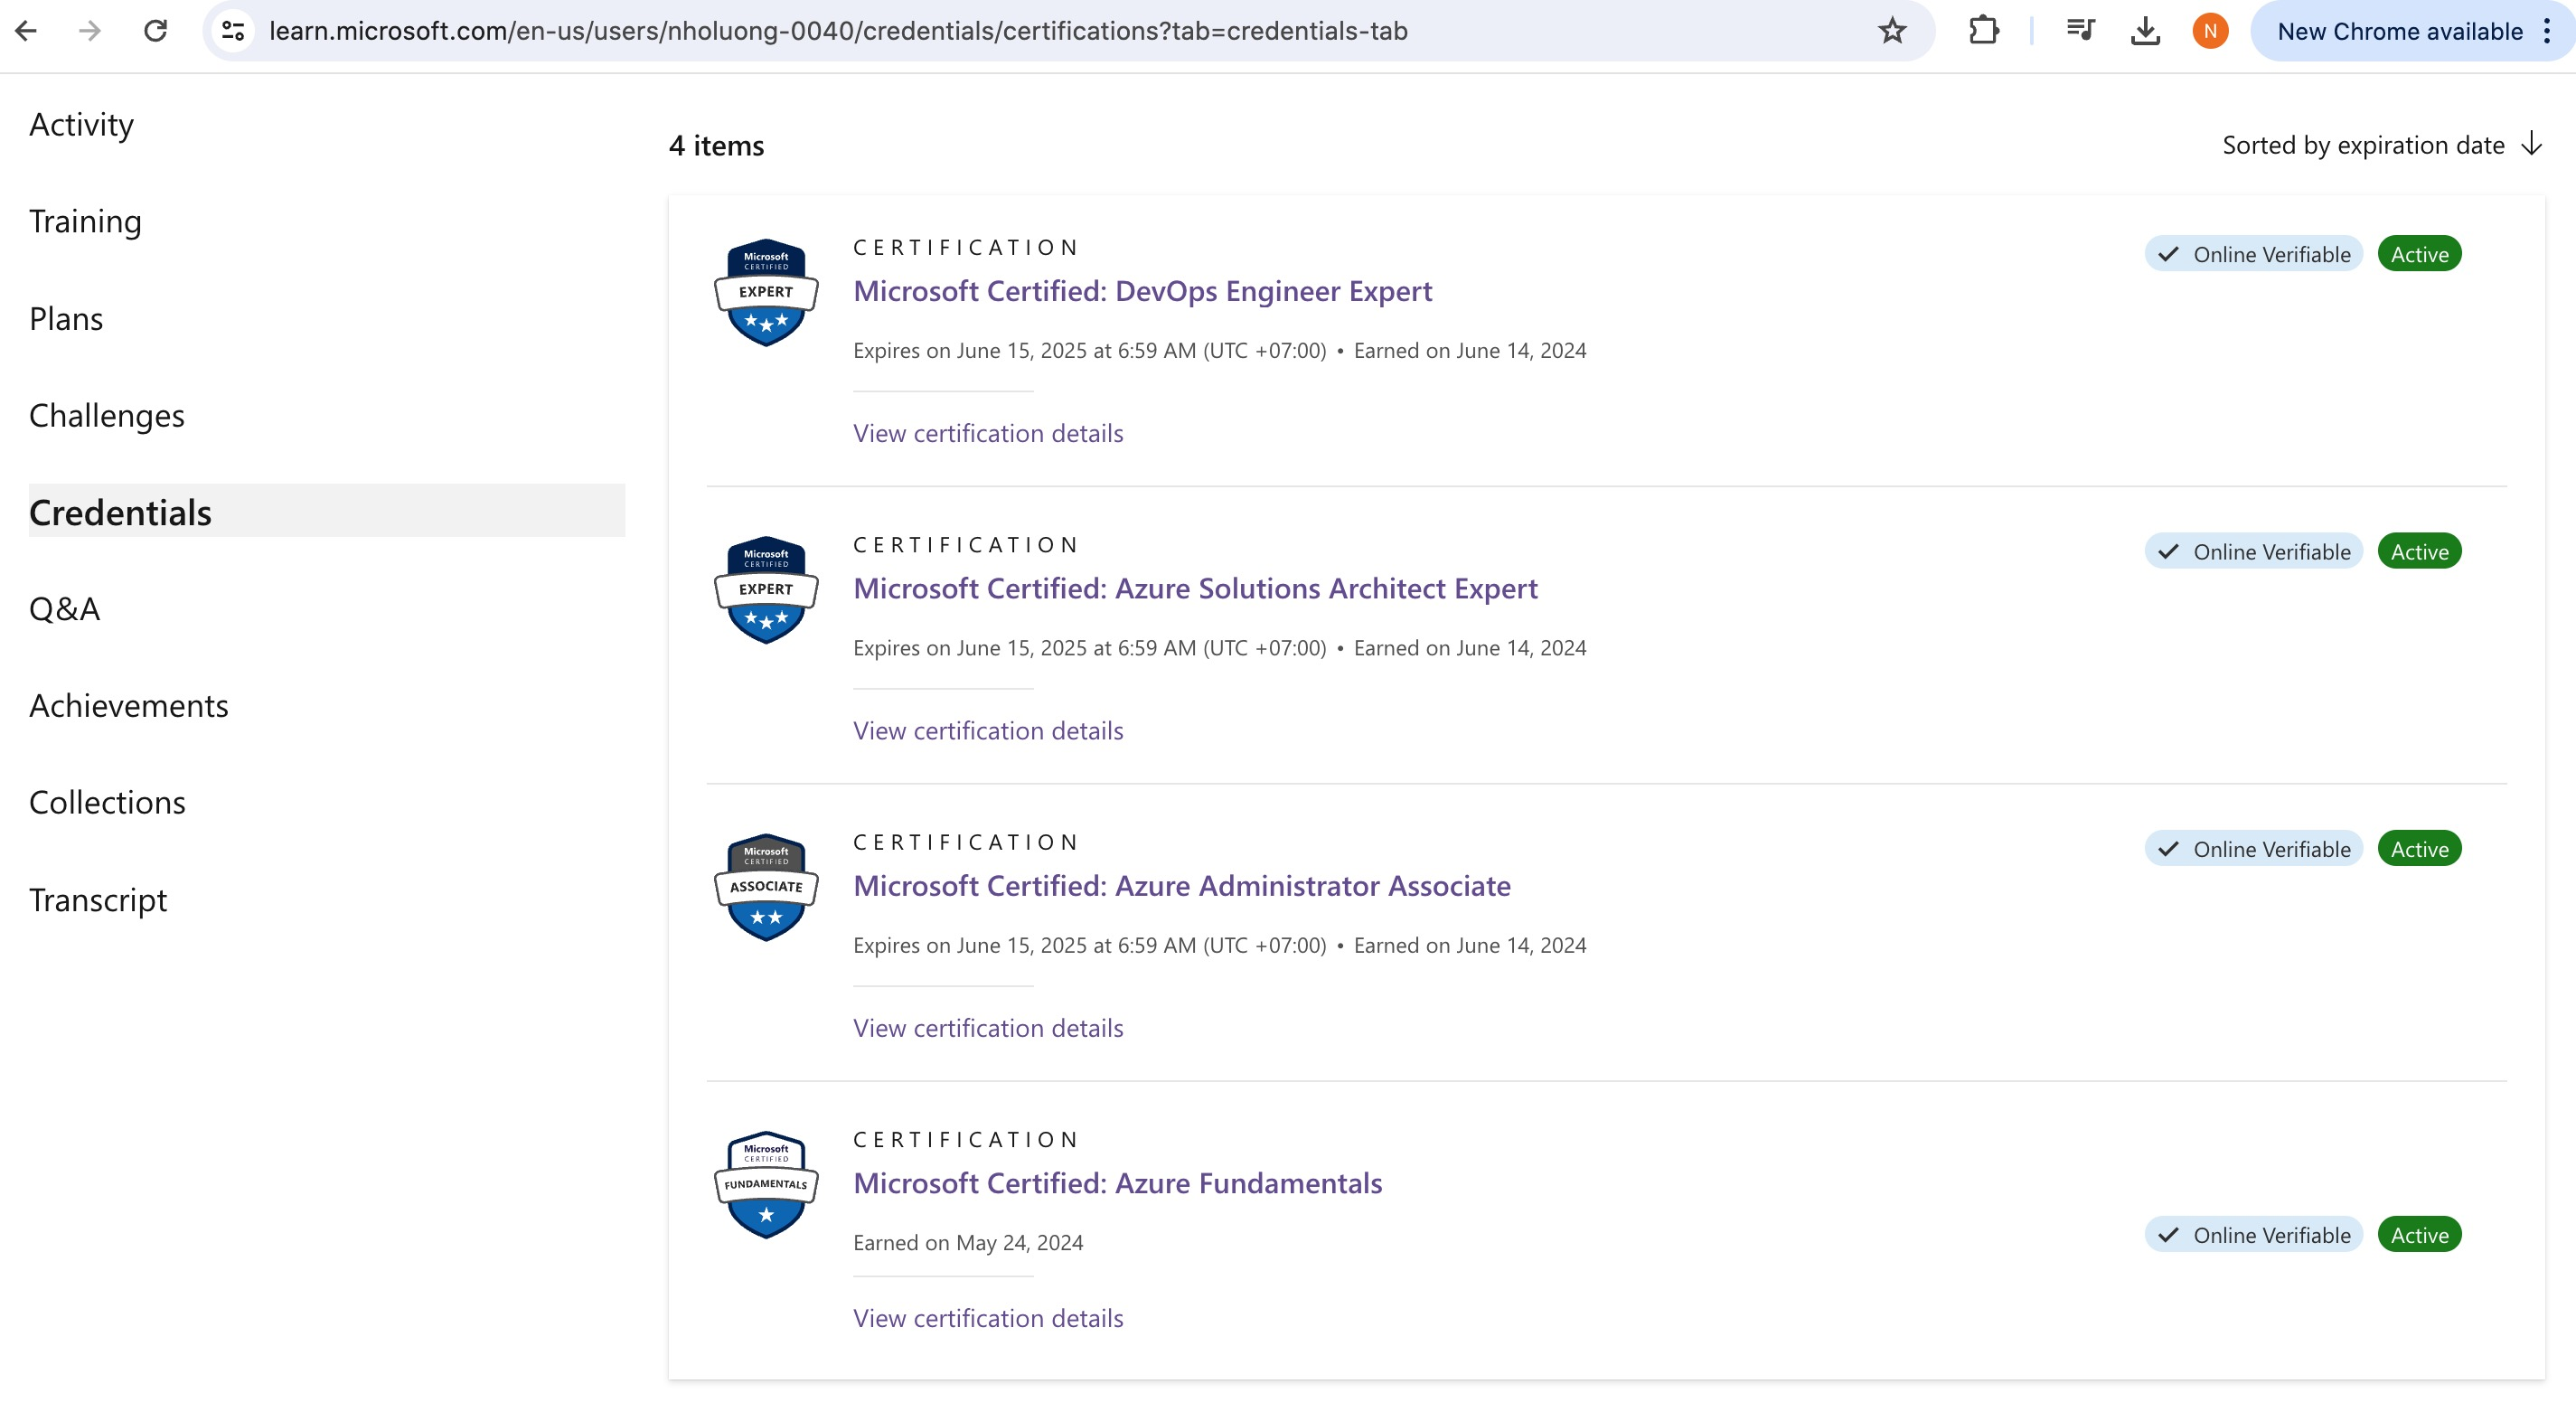 learn.microsoft.com/en-us/users/nholuong-0040/credentials/certifications?tab=credentials-tab
N
New Chrome available
Activity
Training
Plans
Challenges
Credentials
Q&A
Achievements
Collections
Transcript
4 items
Sorted by expiration date
Microsoft
CERTIFIED
EXPERT
CERTIFICATION
Microsoft Certified: DevOps Engineer Expert
Expires on June 15, 2025 at 6:59 AM (UTC +07:00) • Earned on June 14, 2024
View certification details
Online Verifiable
Active
Microsoft
CERTIFIED
EXPERT
CERTIFICATION
Microsoft Certified: Azure Solutions Architect Expert
Expires on June 15, 2025 at 6:59 AM (UTC +07:00) • Earned on June 14, 2024
View certification details
Online Verifiable
Active
Microsoft
CERTIFIED
ASSOCIATE
CERTIFICATION
Microsoft Certified: Azure Administrator Associate
Expires on June 15, 2025 at 6:59 AM (UTC +07:00) • Earned on June 14, 2024
View certification details
Online Verifiable
Active
Microsoft
CERTIFIED
FUNDAMENTALS
CERTIFICATION
Microsoft Certified: Azure Fundamentals
Earned on May 24, 2024
View certification details
Online Verifiable
Active